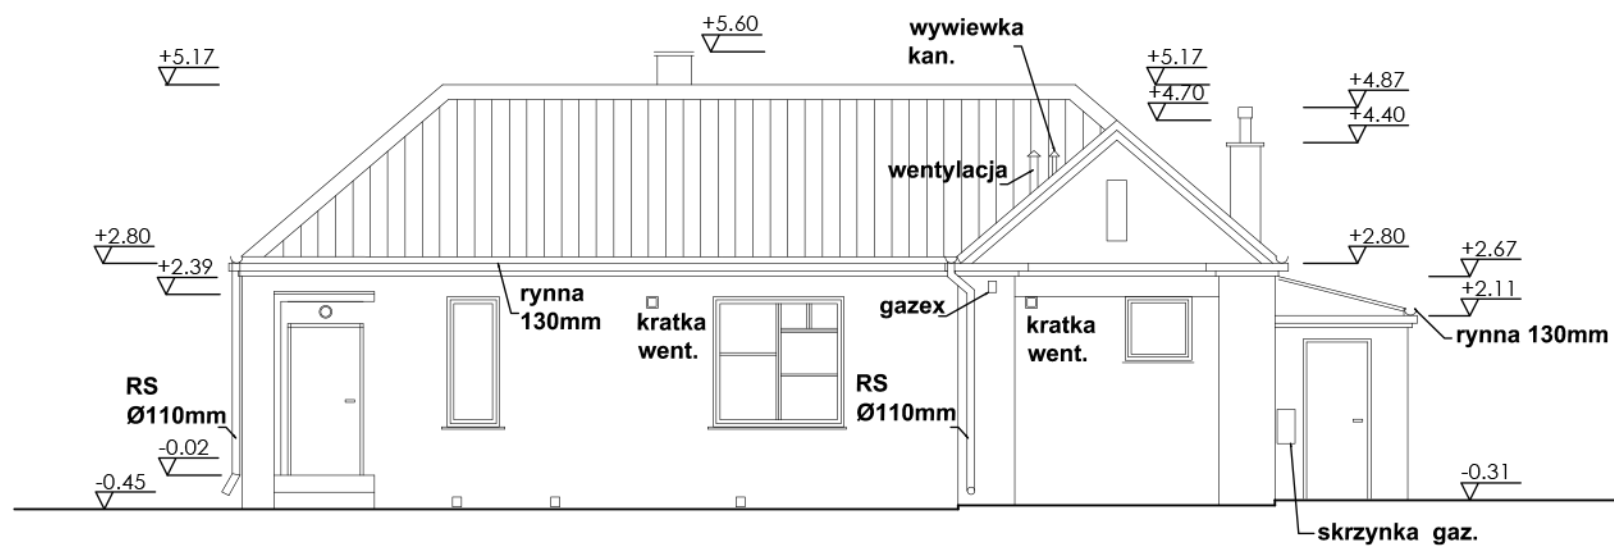 +5.60
wywiewka
kan.
+5.17
+5.17
+4.70
+4.87
+4.40
wentylacja
+2.80
+2.39
+2.80
+2.67
+2.11
rynna
130mm
kratka
went.
gazex
kratka
went.
rynna 130mm
RS
Ø110mm
RS
Ø110mm
-0.02
-0.45
-0.31
skrzynka gaz.